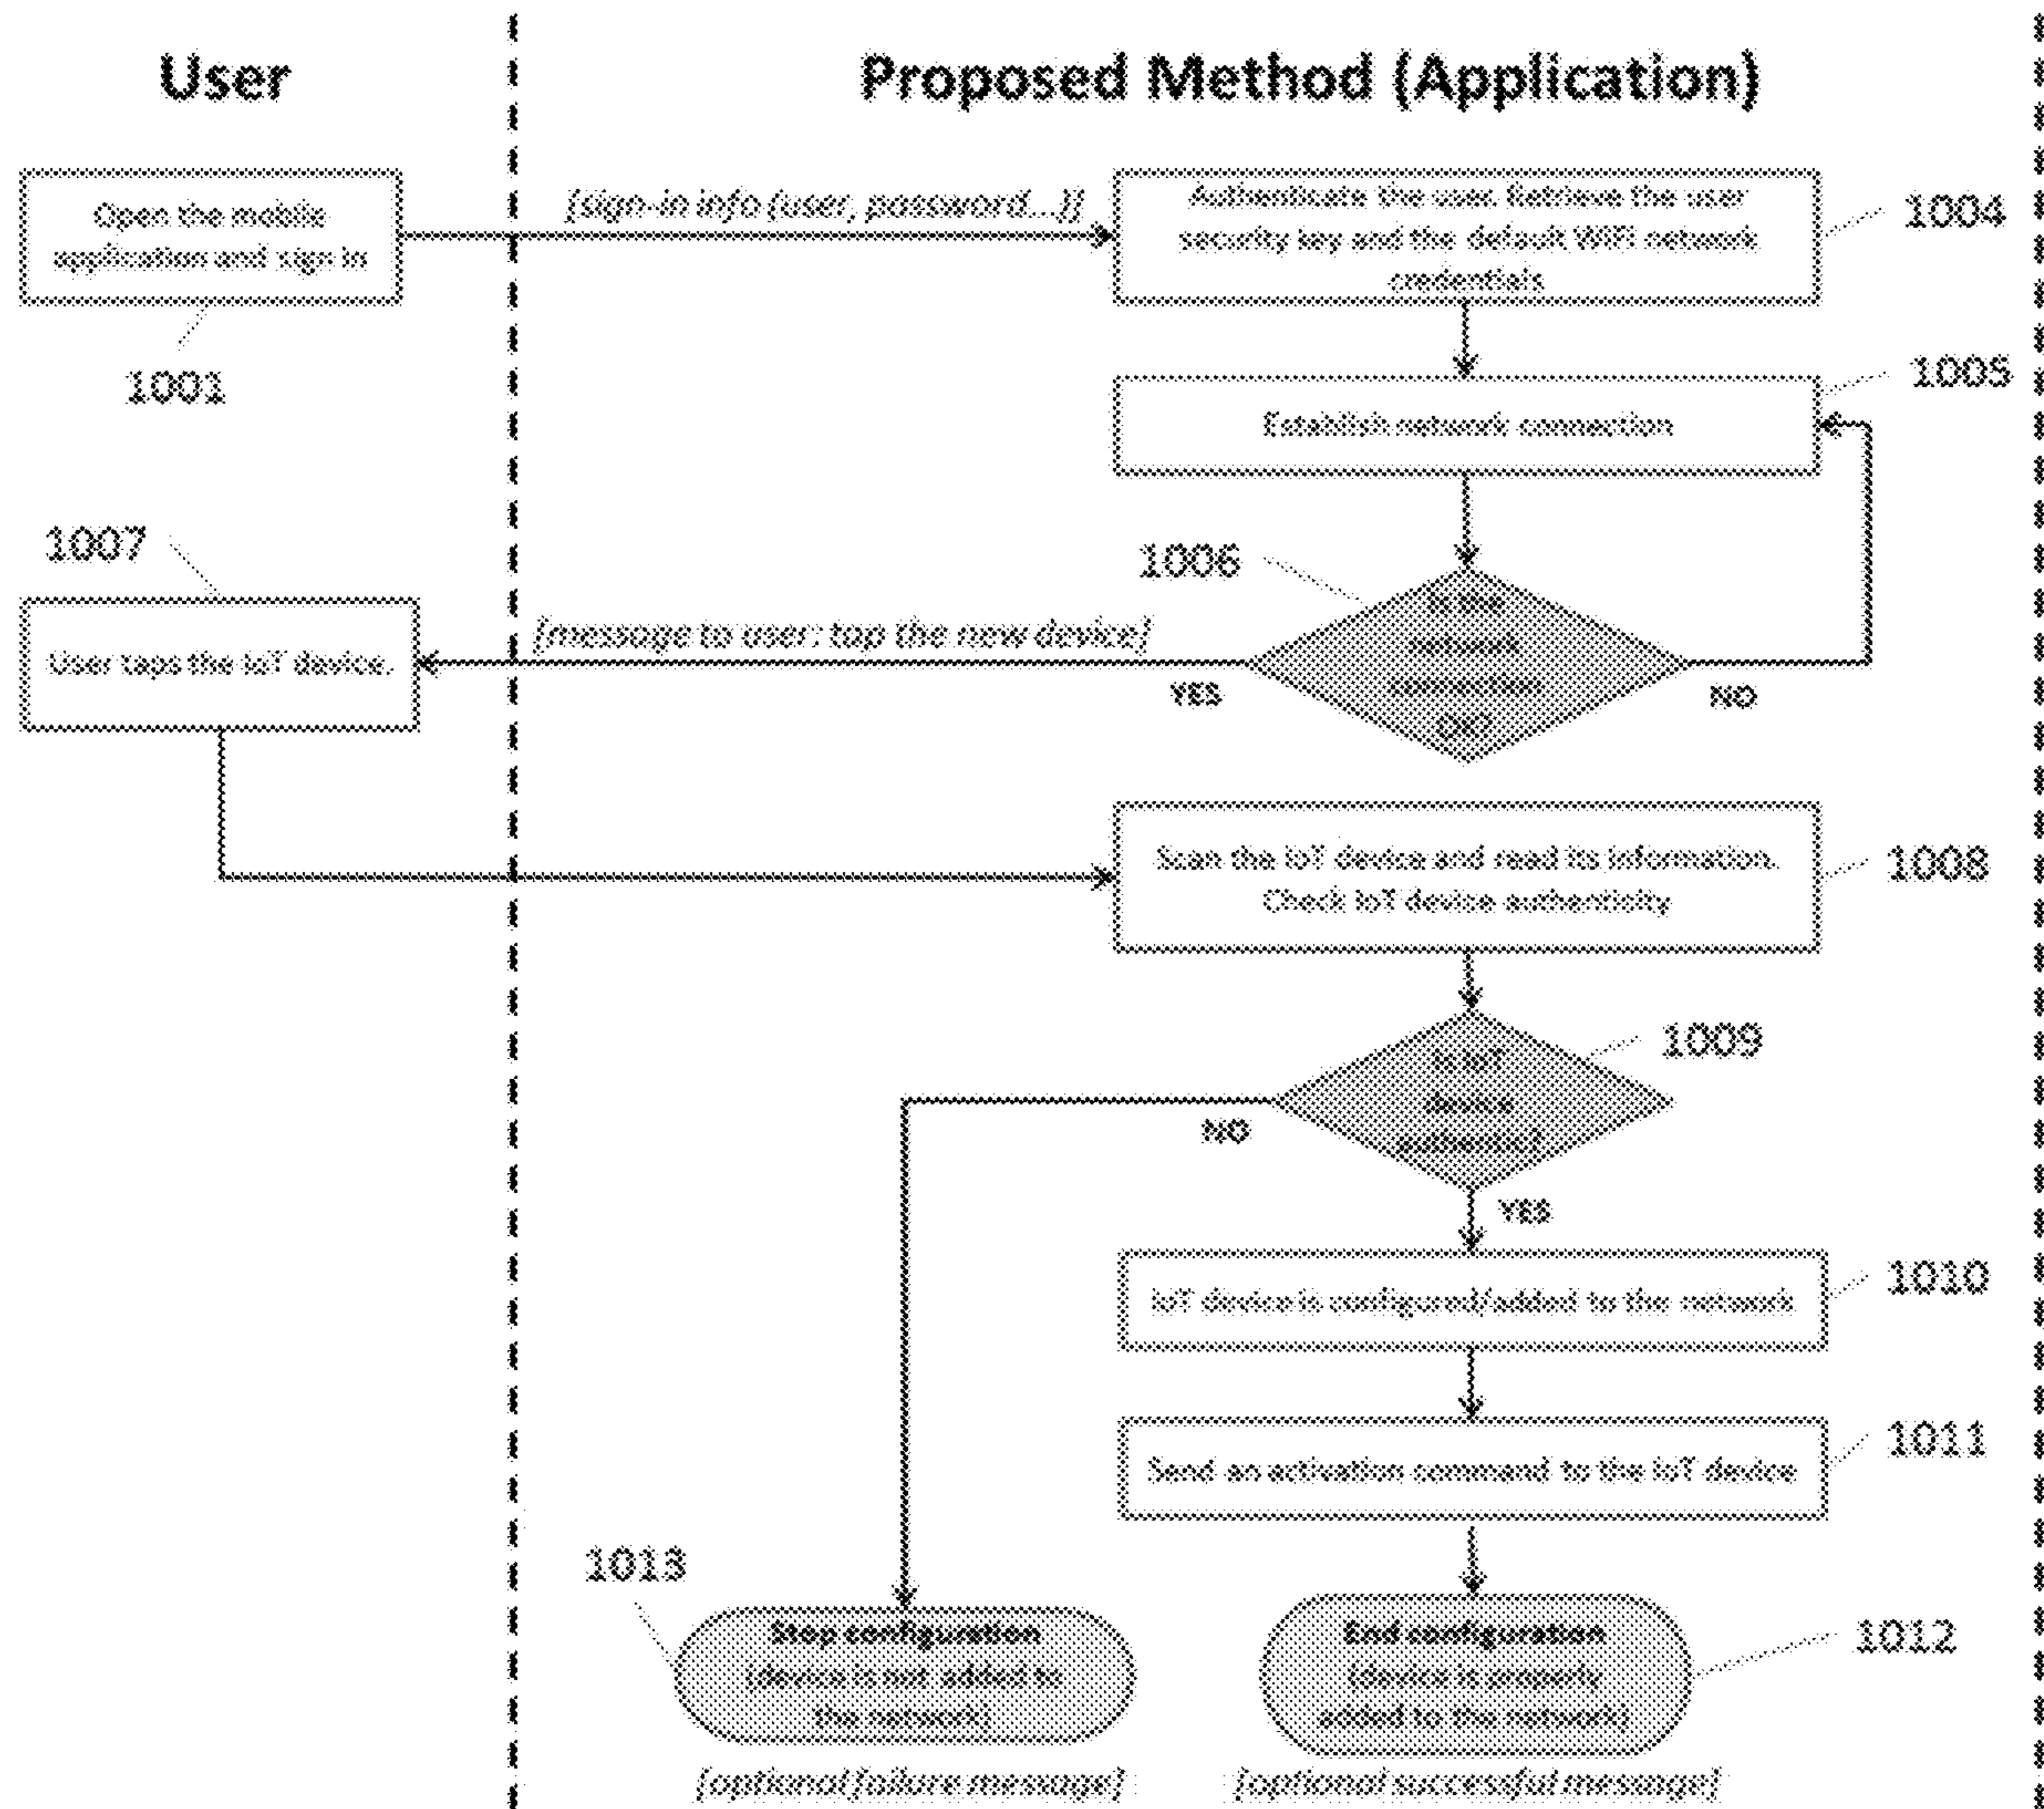 User
Proposed Method (Application)
Open the mobile
application and sign in
1001
[sign-in info (user, password...)]
Authenticate the user. Retrieve the user
security key and the default WiFi network
credentials
1004
Establish network connection
1005
1006
Is the
network
connection
OK?
YES
NO
[message to user: tap the new device]
1007
User taps the IoT device.
Scan the IoT device and read its information.
Check IoT device authenticity
1008
Is IoT
device
authentic?
1009
NO
YES
IoT device is configured/added to the network
1010
Send an activation command to the IoT device
1011
1013
Stop configuration
(device is not added to
the network)
[optional failure message]
End configuration
(device is properly
added to the network)
1012
[optional successful message]